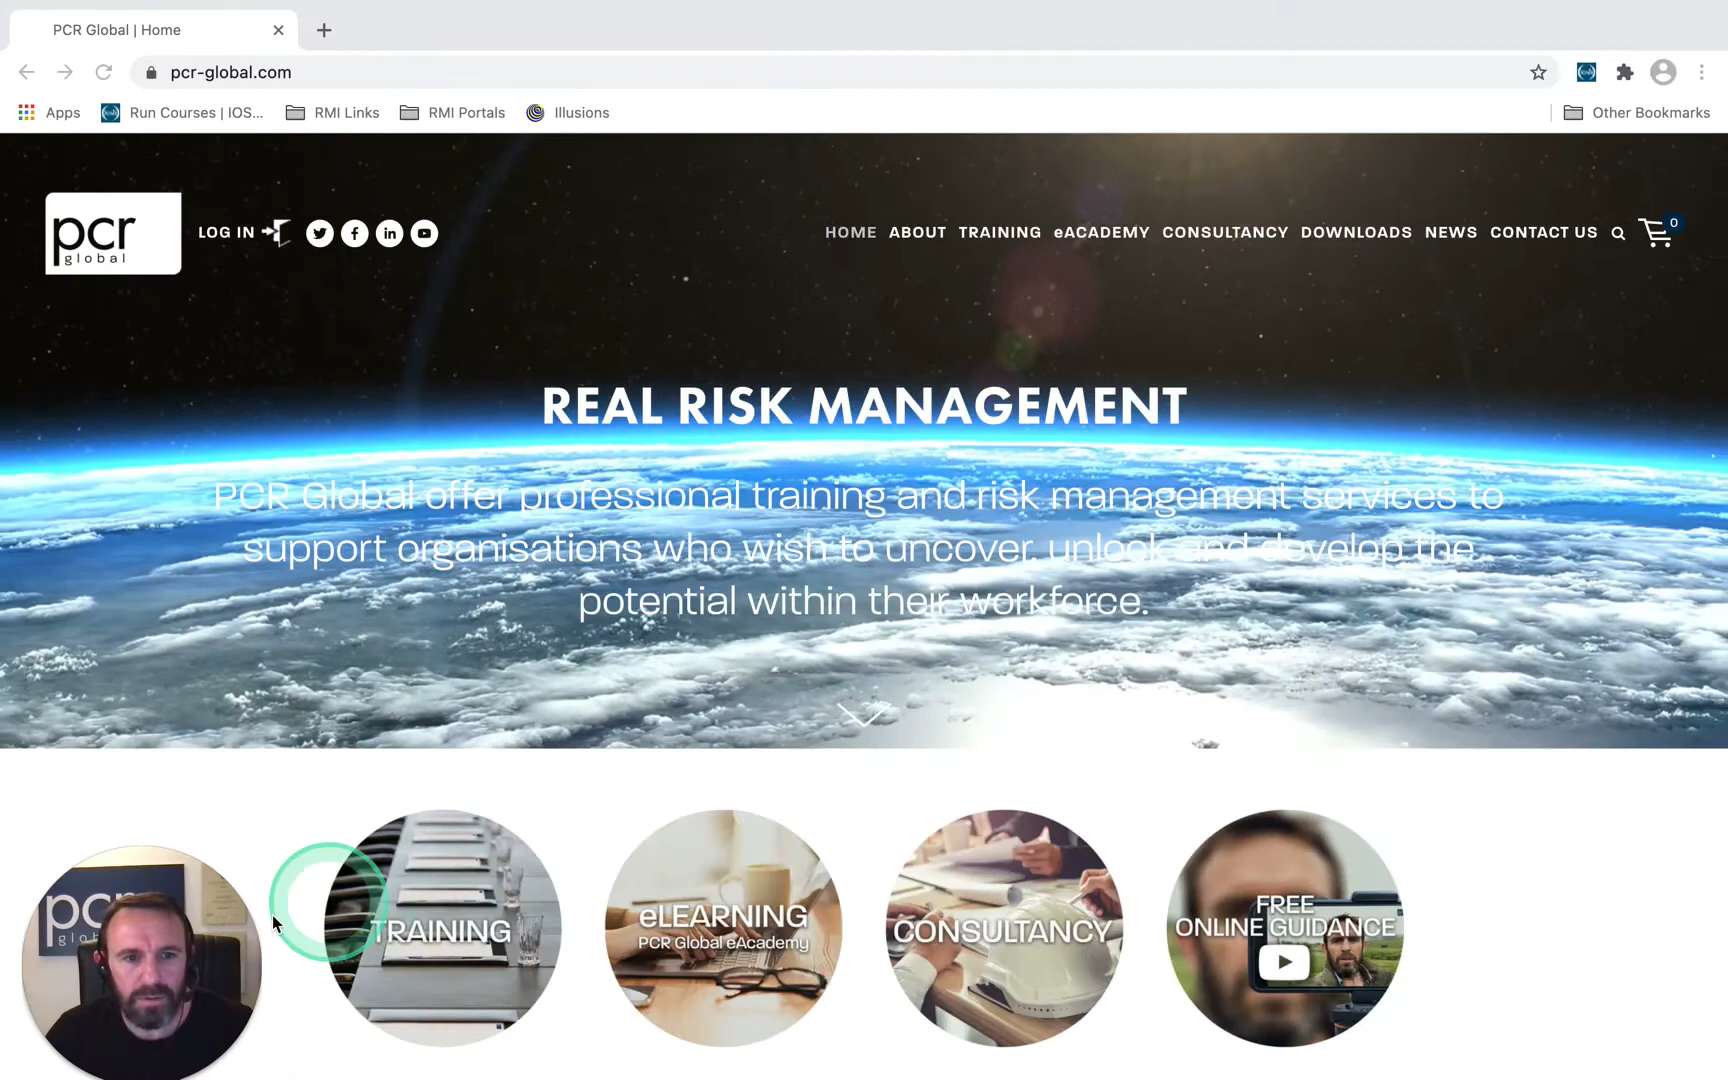 PCR Global | Home
pcr-global.com
Apps
Run Courses | IOS...
RMI Links
RMI Portals
Illusions
Other Bookmarks
pcr
global
LOG IN
HOME
ABOUT
TRAINING
eACADEMY
CONSULTANCY
DOWNLOADS
NEWS
CONTACT US
0
REAL RISK MANAGEMENT
PCR Global offer professional training and risk management services to
support organisations who wish to uncover, unlock and develop the
potential within their workforce.
TRAINING
eLEARNING
PCR Global eAcademy
CONSULTANCY
FREE
ONLINE GUIDANCE